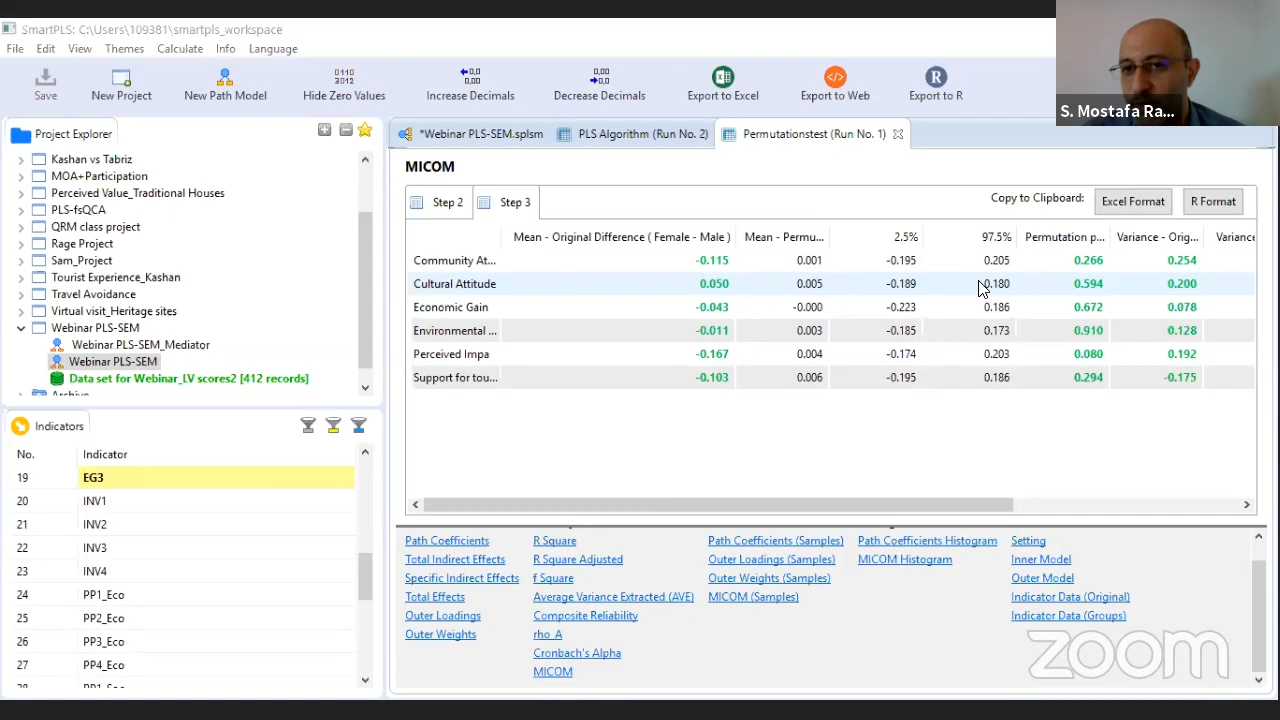 SmartPLS: C:\Users\109381\smartpls_workspace
File Edit View Themes Calculate Info Language
Save New Project New Path Model Hide Zero Values Increase Decimals Decrease Decimals Export to Excel Export to Web Export to R
S. Mostafa Ra...
Project Explorer
Kashan vs Tabriz
MOA+Participation
Perceived Value_Traditional Houses
PLS-fsQCA
QRM class project
Rage Project
Sam_Project
Tourist Experience_Kashan
Travel Avoidance
Virtual visit_Heritage sites
Webinar PLS-SEM
Webinar PLS-SEM_Mediator
Webinar PLS-SEM
Data set for Webinar_LV scores2 [412 records]
Archive
Indicators
No. Indicator
19 EG3
20 INV1
21 INV2
22 INV3
23 INV4
24 PP1_Eco
25 PP2_Eco
26 PP3_Eco
27 PP4_Eco
*Webinar PLS-SEM.splsm PLS Algorithm (Run No. 2) Permutationstest (Run No. 1)
MICOM
Step 2 Step 3 Copy to Clipboard: Excel Format R Format
Mean - Original Difference ( Female - Male ) Mean - Permu... 2.5% 97.5% Permutation p... Variance - Orig... Variance
Community At... -0.115 0.001 -0.195 0.205 0.266 0.254
Cultural Attitude 0.050 0.005 -0.189 0.180 0.594 0.200
Economic Gain -0.043 -0.000 -0.223 0.186 0.672 0.078
Environmental ... -0.011 0.003 -0.185 0.173 0.910 0.128
Perceived Impa -0.167 0.004 -0.174 0.203 0.080 0.192
Support for tou... -0.103 0.006 -0.195 0.186 0.294 -0.175
Path Coefficients R Square Path Coefficients (Samples) Path Coefficients Histogram Setting
Total Indirect Effects R Square Adjusted Outer Loadings (Samples) MICOM Histogram Inner Model
Specific Indirect Effects f Square Outer Weights (Samples) Outer Model
Total Effects Average Variance Extracted (AVE) MICOM (Samples) Indicator Data (Original)
Outer Loadings Composite Reliability Indicator Data (Groups)
Outer Weights rho_A
Cronbach's Alpha
MICOM
zoom